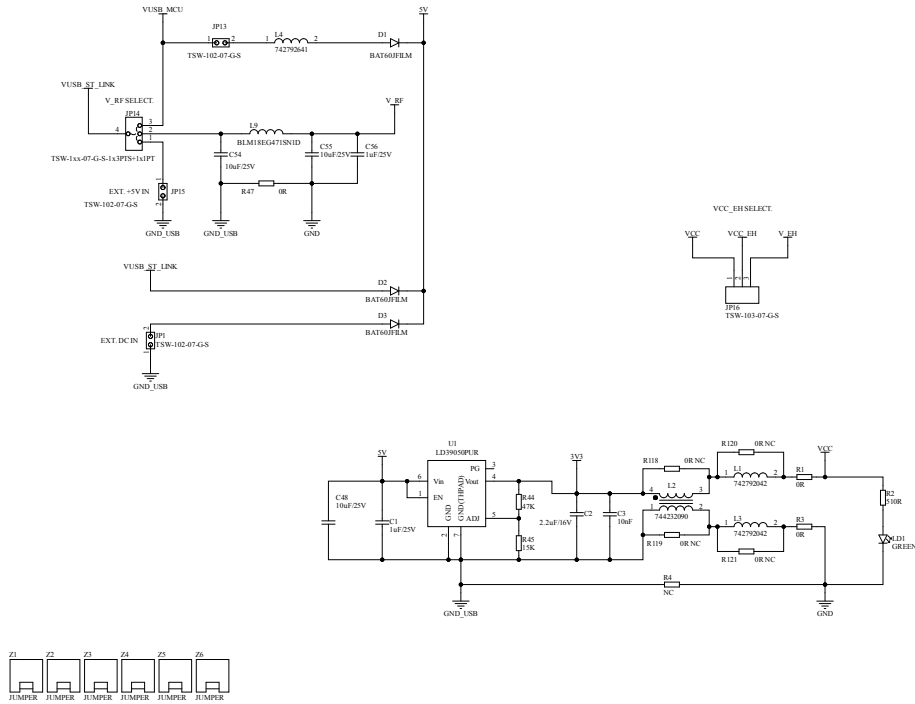 VUSB_MCU
5V
JP13
1 2
TSW-102-07-G-S
L4
1 2
742792641
D1
BAT60JFILM
VUSB_ST_LINK
V_RF SELECT.
JP14
4
3
2
1
TSW-1xx-07-G-S-1x3PTS+1x1PT
L9
BLM18EG471SN1D
V_RF
C54
10uF/25V
C55
10uF/25V
C56
1uF/25V
R47 0R
EXT. +5V IN
1
2
JP15
TSW-102-07-G-S
GND_USB
GND_USB
GND
VCC_EH SELECT.
VCC
VCC_EH
V_EH
1 2 3
JP16
TSW-103-07-G-S
VUSB_ST_LINK
D2
BAT60JFILM
D3
BAT60JFILM
EXT. DC IN
2
1
JP1
TSW-102-07-G-S
GND_USB
U1
LD39050PUR
5V
6 Vin
1 EN
PG 3
Vout 4
ADJ 5
GND
GND(THPAD)
2 7
C48
10uF/25V
C1
1uF/25V
R44
47K
R45
15K
3V3
C2
2.2uF/16V
C3
10nF
R118 0R NC
L2
4 3
1 2
744232090
R119 0R NC
R120 0R NC
L1
1 2
742792042
R1
0R
VCC
L3
1 2
742792042
R3
0R
R121 0R NC
R2
510R
LD1
GREEN
R4
NC
GND_USB
GND
Z1 Z2 Z3 Z4 Z5 Z6
JUMPER JUMPER JUMPER JUMPER JUMPER JUMPER